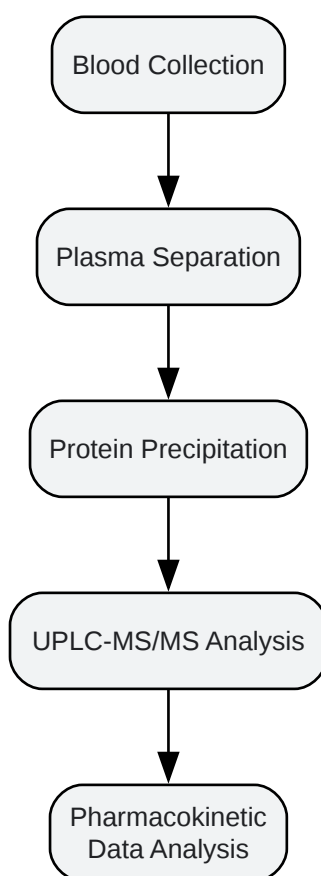 Blood Collection
Plasma Separation
Protein Precipitation
UPLC-MS/MS Analysis
Pharmacokinetic
Data Analysis